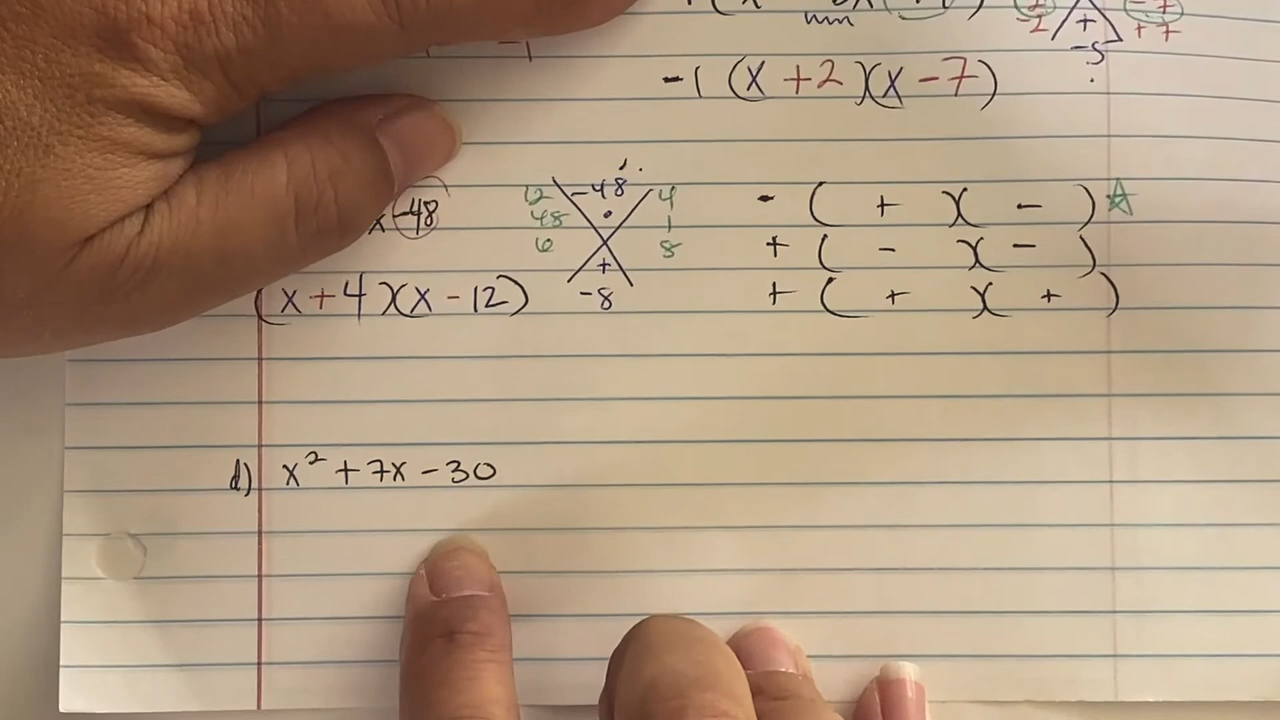 -1 (x +2)(x -7)
-48
12 -48 4
48 · 1
6 + 8
-8
(x +4)(x -12)
- ( + )( - ) ☆
+ ( - )( - )
+ ( + )( + )
d) x² + 7x - 30